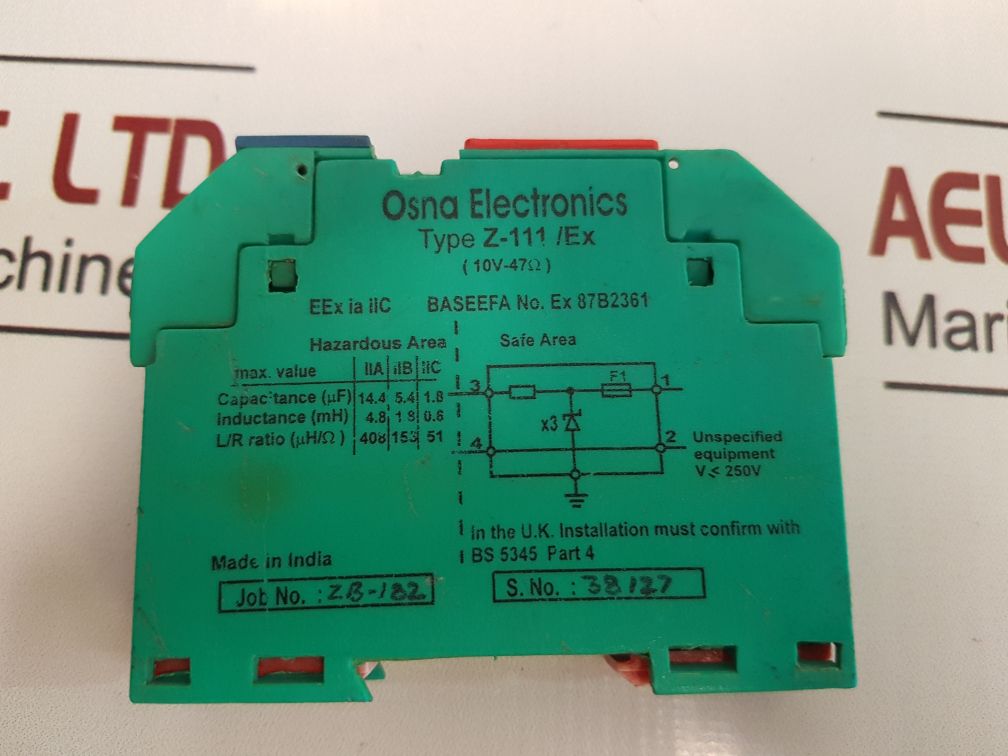 C LTD
chine
AEU
Mari
Osna Electronics
Type Z-111 /Ex
( 10V-47Ω )
EEx ia IIC BASEEFA No. Ex 87B2361
Hazardous Area Safe Area
max. value IIA IIB IIC
Capacitance (µF) 14.4 5.4 1.8
Inductance (mH) 4.8 1.8 0.6
L/R ratio (µH/Ω ) 408 153 51
3 F1 1
x3
4 2
Unspecified
equipment
V ≤ 250V
In the U.K. Installation must confirm with
BS 5345 Part 4
Made in India
Job No. : ZB-182
S. No. : 38127